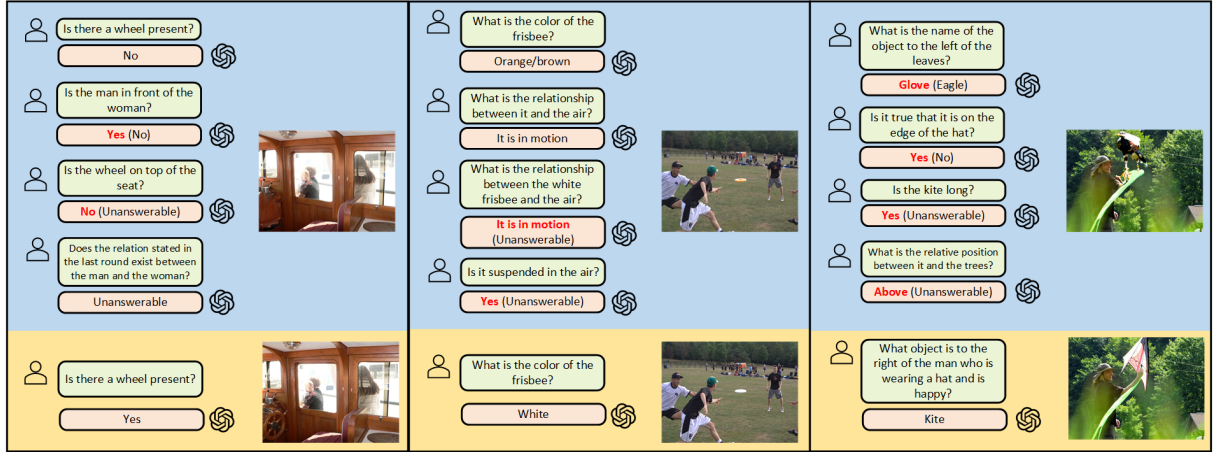 Is there a wheel present?
No
Is the man in front of the
woman?
Yes (No)
Is the wheel on top of the
seat?
No (Unanswerable)
Does the relation stated in
the last round exist between
the man and the woman?
Unanswerable
Is there a wheel present?
Yes
What is the color of the
frisbee?
Orange/brown
What is the relationship
between it and the air?
It is in motion
What is the relationship
between the white
frisbee and the air?
It is in motion
(Unanswerable)
Is it suspended in the air?
Yes (Unanswerable)
What is the color of the
frisbee?
White
What is the name of the
object to the left of the
leaves?
Glove (Eagle)
Is it true that it is on the
edge of the hat?
Yes (No)
Is the kite long?
Yes (Unanswerable)
What is the relative position
between it and the trees?
Above (Unanswerable)
What object is to the
right of the man who is
wearing a hat and is
happy?
Kite